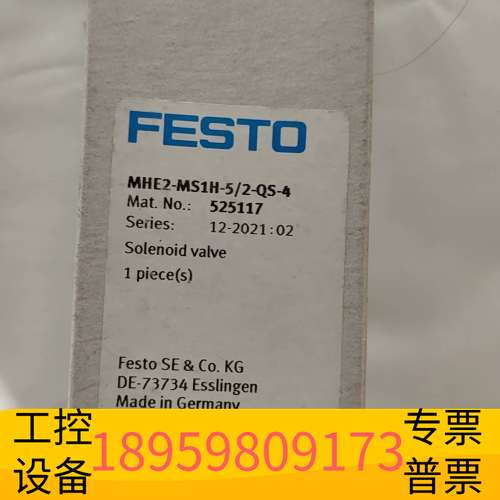 FESTO
MHE2-MS1H-5/2-QS-4
Mat. No.: 525117
Series: 12-2021:02
Solenoid valve
1 piece(s)
Festo SE & Co. KG
DE-73734 Esslingen
Made in Germany
工控 专票
18959809173
设备 普票